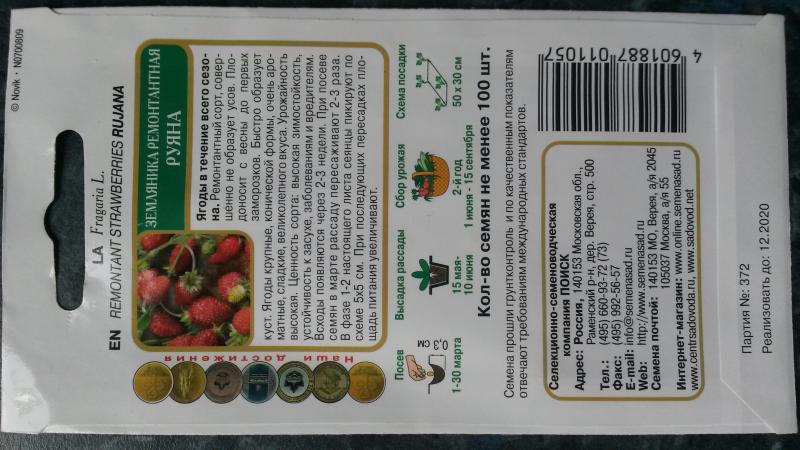 © Novik • N0700809
LA Fragaria L.
EN REMONTANT STRAWBERRIES RUJANA
ЗЕМЛЯНИКА РЕМОНТАНТНАЯ
РУЯНА
Ягоды в течение всего сезо-
на. Ремонтантный сорт, совер-
шенно не образует усов. Пло-
доносит с весны до первых
заморозков. Быстро образует
куст. Ягоды крупные, конической формы, очень аро-
матные, сладкие, великолепного вкуса. Урожайность
высокая. Ценность сорта: высокая зимостойкость,
устойчивость к засухе, заболеваниям и вредителям.
Всходы появляются через 2-3 недели. При посеве
семян в марте рассаду пересаживают 2-3 раза.
В фазе 1-2 настоящего листа сеянцы пикируют по
схеме 5х5 см. При последующих пересадках пло-
щадь питания увеличивают.
Наши достижения
Посев
0,3 см
1-30 марта
Высадка рассады
15 мая-
10 июня
Сбор урожая
2-й год
1 июня - 15 сентября
Схема посадки
50 х 30 см
Кол-во семян не менее 100 шт.
Семена прошли грунтконтроль и по качественным показателям
отвечают требованиям международных стандартов.
4 601887 011057
Селекционно-семеноводческая
компания ПОИСК
Адрес: Россия, 140153 Московская обл.,
Раменский р-н, дер. Верея, стр. 500
Тел.: (495) 660-93-72 (73)
Факс: (495) 992-56-57
E-mail: info@semenasad.ru
Web: http://www.semenasad.ru
Семена почтой: 140153 МО, Верея, а/я 2045
105037 Москва, а/я 55
Интернет-магазин: www.online.semenasad.ru
www.centrsadovoda.ru, www.sadovod.net
Партия №: 372
Реализовать до: 12.2020